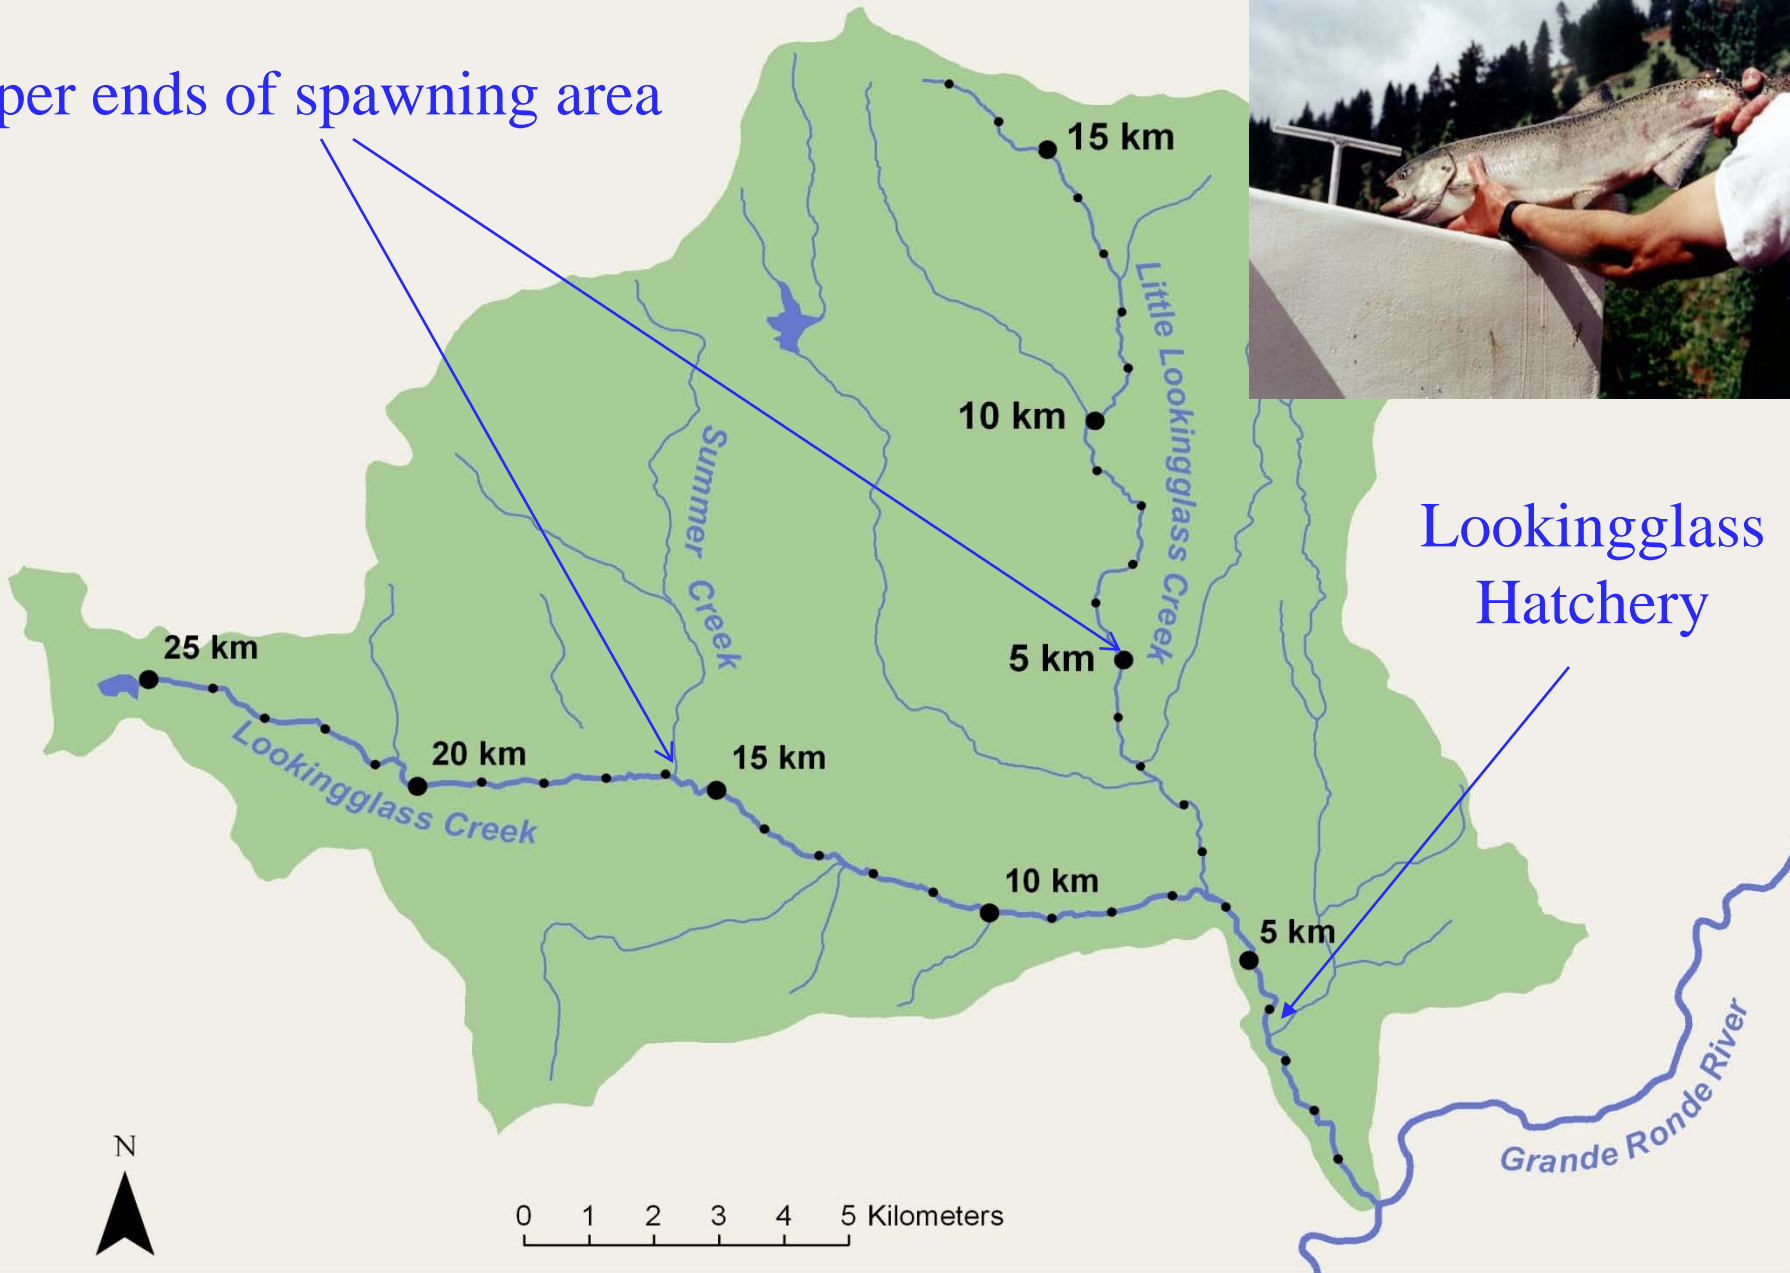 per ends of spawning area
15 km
Little Lookingglass Creek
10 km
Summer Creek
Lookingglass
Hatchery
5 km
25 km
20 km
15 km
Lookingglass Creek
10 km
5 km
Grande Ronde River
N
0 1 2 3 4 5 Kilometers